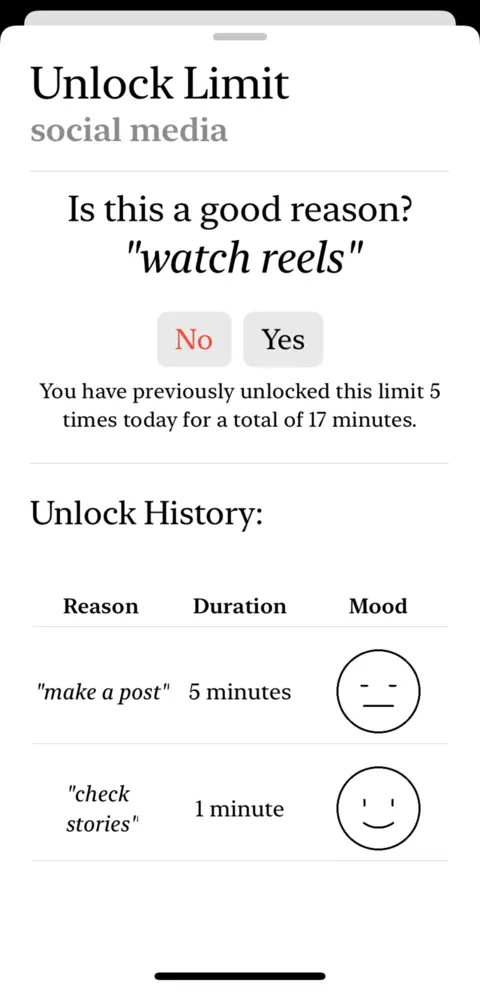 Unlock Limit
social media
Is this a good reason?
"watch reels"
No Yes
You have previously unlocked this limit 5
times today for a total of 17 minutes.
Unlock History:
Reason Duration Mood
"make a post" 5 minutes
"check
stories" 1 minute